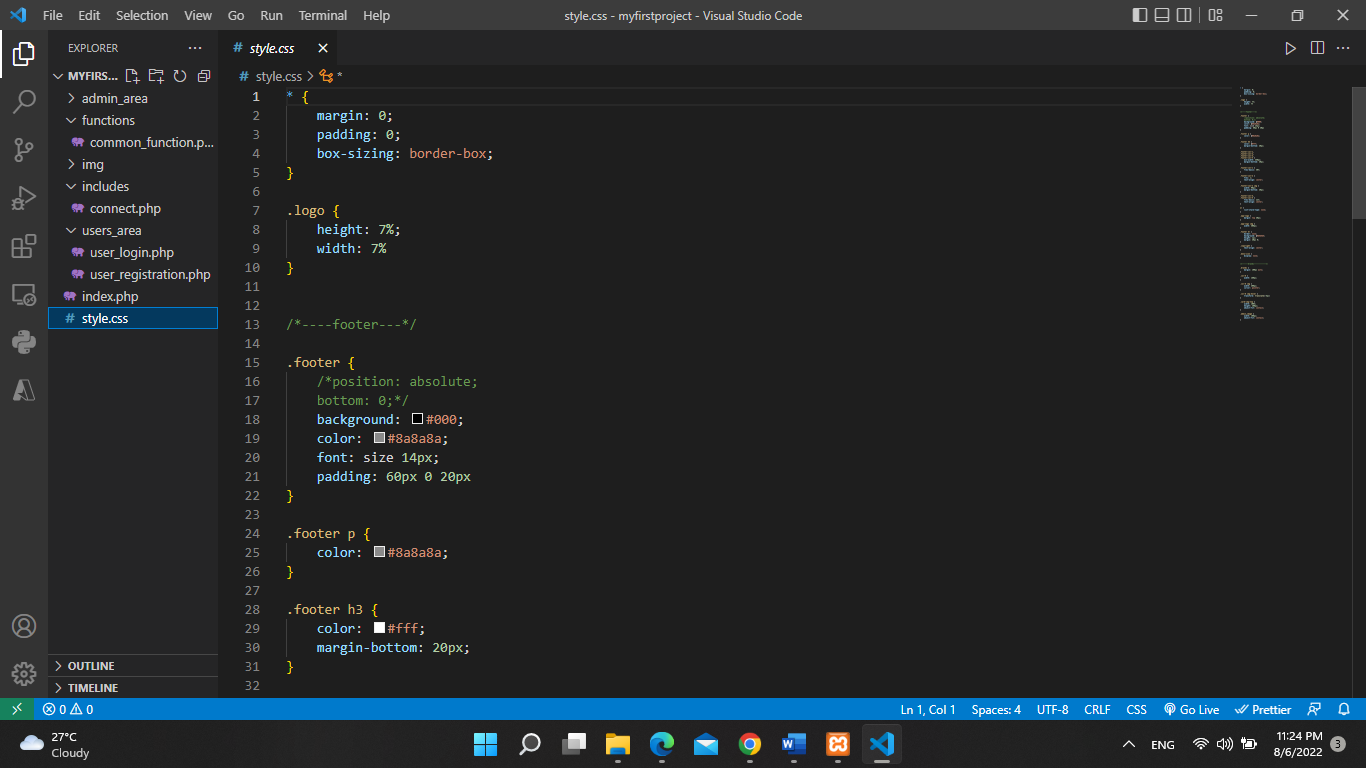 File Edit Selection View Go Run Terminal Help
style.css - myfirstproject - Visual Studio Code
EXPLORER
MYFIRS...
admin_area
functions
common_function.p...
img
includes
connect.php
users_area
user_login.php
user_registration.php
index.php
# style.css
OUTLINE
TIMELINE
# style.css
# style.css > *
1 * {
2 margin: 0;
3 padding: 0;
4 box-sizing: border-box;
5 }
6
7 .logo {
8 height: 7%;
9 width: 7%
10 }
11
12
13 /*----footer---*/
14
15 .footer {
16 /*position: absolute;
17 bottom: 0;*/
18 background: #000;
19 color: #8a8a8a;
20 font: size 14px;
21 padding: 60px 0 20px
22 }
23
24 .footer p {
25 color: #8a8a8a;
26 }
27
28 .footer h3 {
29 color: #fff;
30 margin-bottom: 20px;
31 }
32
0 0 Ln 1, Col 1 Spaces: 4 UTF-8 CRLF CSS Go Live Prettier
27°C
Cloudy
ENG
11:24 PM
8/6/2022
3